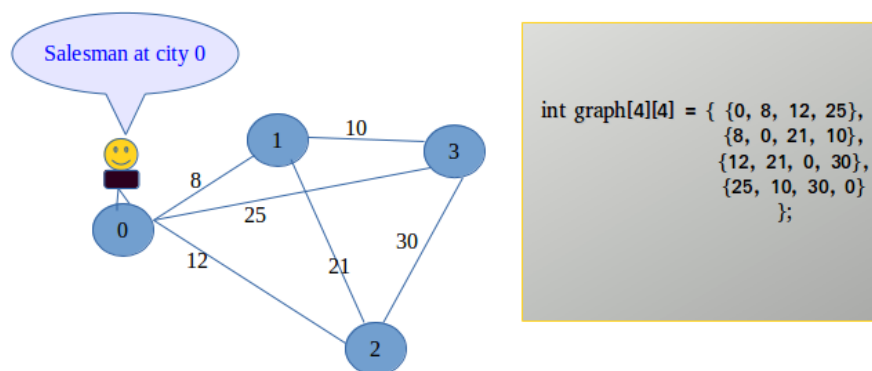 Salesman at city 0
1
10
3
8
25
0
12
30
21
2
int graph[4][4] = { {0, 8, 12, 25},
{8, 0, 21, 10},
{12, 21, 0, 30},
{25, 10, 30, 0}
};